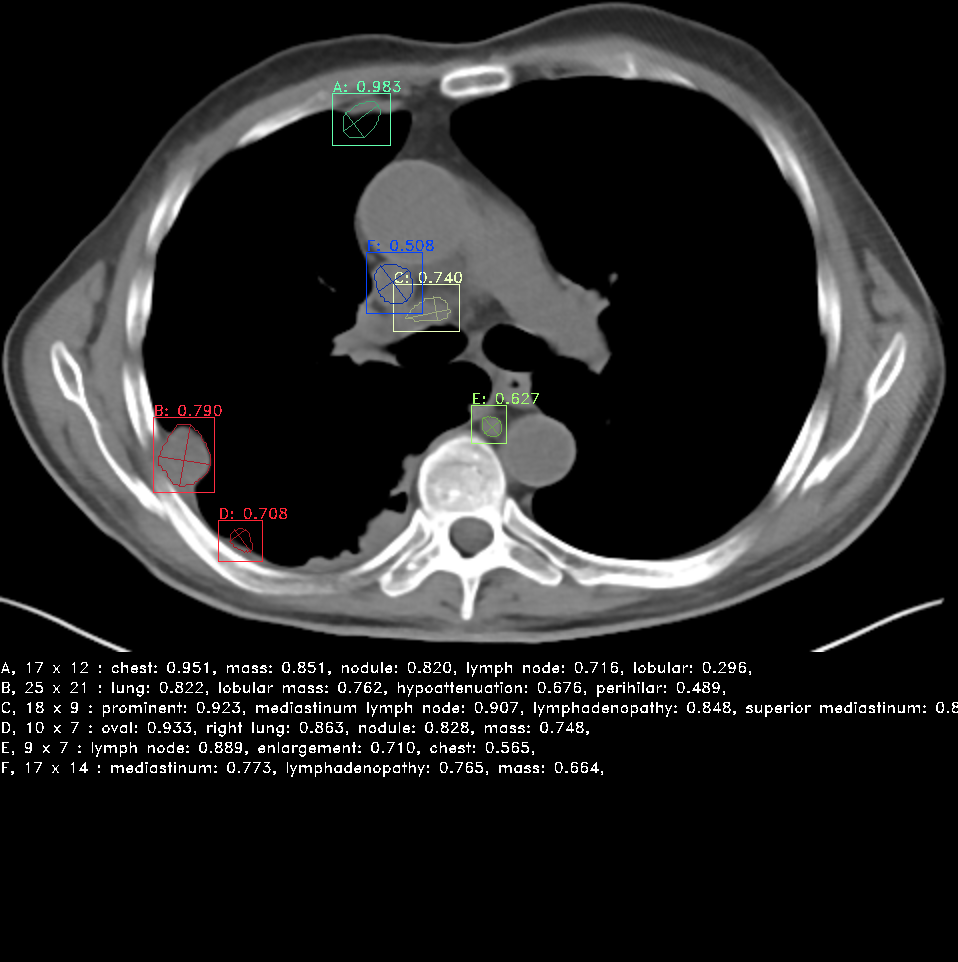 A: 0.983
F: 0.508
C: 0.740
E: 0.627
B: 0.790
D: 0.708
A, 17 x 12 : chest: 0.951, mass: 0.851, nodule: 0.820, lymph node: 0.716, lobular: 0.296,
B, 25 x 21 : lung: 0.822, lobular mass: 0.762, hypoattenuation: 0.676, perihilar: 0.489,
C, 18 x 9 : prominent: 0.923, mediastinum lymph node: 0.907, lymphadenopathy: 0.848, superior mediastinum: 0.8
D, 10 x 7 : oval: 0.933, right lung: 0.863, nodule: 0.828, mass: 0.748,
E, 9 x 7 : lymph node: 0.889, enlargement: 0.710, chest: 0.565,
F, 17 x 14 : mediastinum: 0.773, lymphadenopathy: 0.765, mass: 0.664,